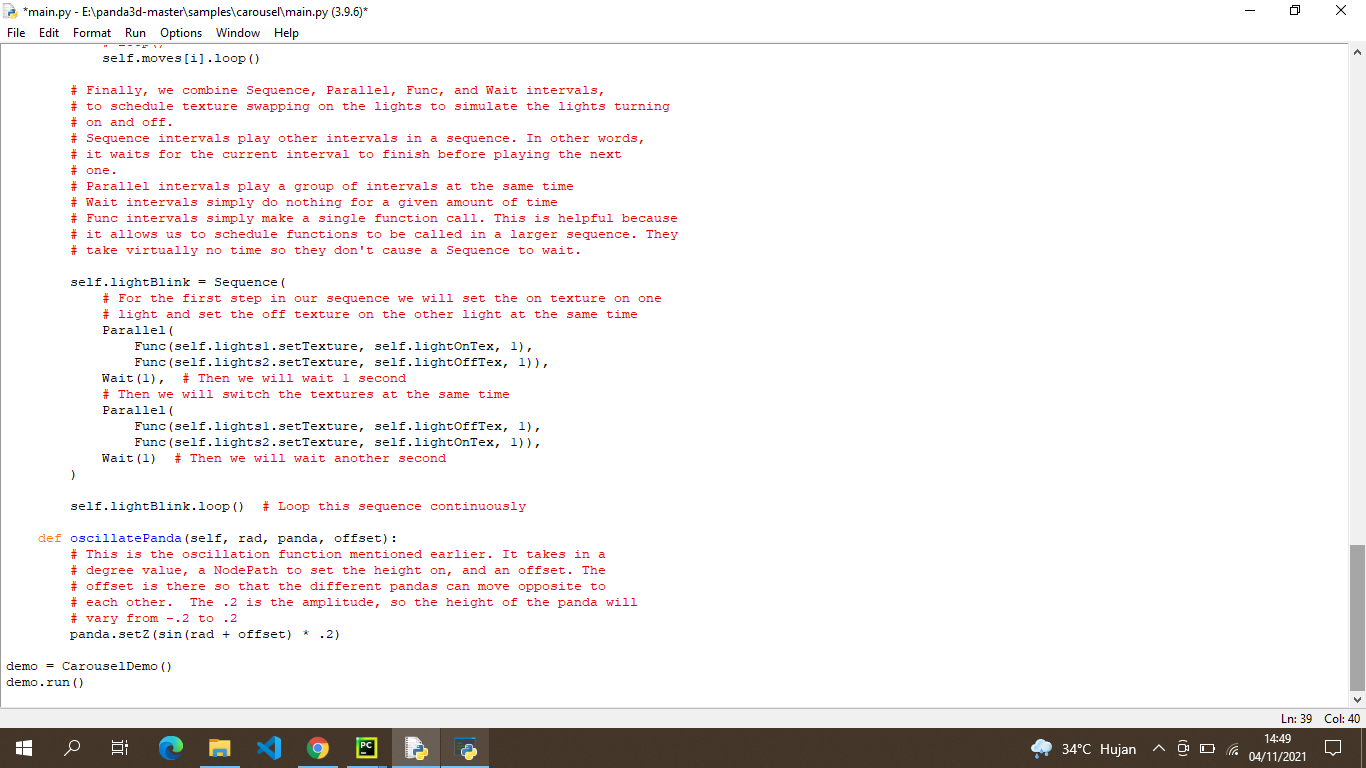 *main.py - E:\panda3d-master\samples\carousel\main.py (3.9.6)*
File Edit Format Run Options Window Help
self.moves[i].loop()
# Finally, we combine Sequence, Parallel, Func, and Wait intervals,
# to schedule texture swapping on the lights to simulate the lights turning
# on and off.
# Sequence intervals play other intervals in a sequence. In other words,
# it waits for the current interval to finish before playing the next
# one.
# Parallel intervals play a group of intervals at the same time
# Wait intervals simply do nothing for a given amount of time
# Func intervals simply make a single function call. This is helpful because
# it allows us to schedule functions to be called in a larger sequence. They
# take virtually no time so they don't cause a Sequence to wait.
self.lightBlink = Sequence(
# For the first step in our sequence we will set the on texture on one
# light and set the off texture on the other light at the same time
Parallel(
Func(self.lights1.setTexture, self.lightOnTex, 1),
Func(self.lights2.setTexture, self.lightOffTex, 1)),
Wait(1),  # Then we will wait 1 second
# Then we will switch the textures at the same time
Parallel(
Func(self.lights1.setTexture, self.lightOffTex, 1),
Func(self.lights2.setTexture, self.lightOnTex, 1)),
Wait(1)  # Then we will wait another second
)
self.lightBlink.loop()  # Loop this sequence continuously
def oscillatePanda(self, rad, panda, offset):
# This is the oscillation function mentioned earlier. It takes in a
# degree value, a NodePath to set the height on, and an offset. The
# offset is there so that the different pandas can move opposite to
# each other.  The .2 is the amplitude, so the height of the panda will
# vary from -.2 to .2
panda.setZ(sin(rad + offset) * .2)
demo = CarouselDemo()
demo.run()
Ln: 39 Col: 40
PC
34°C Hujan
14:49
04/11/2021